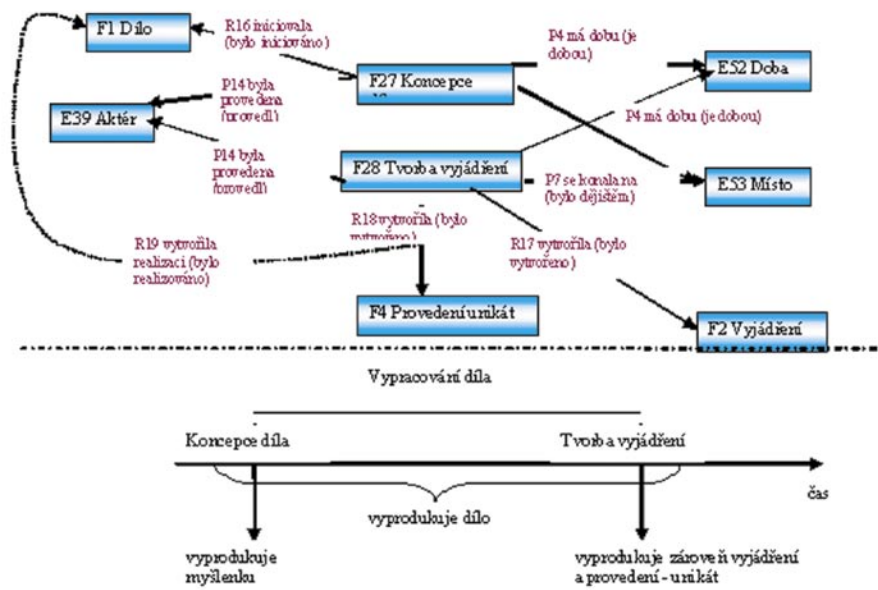 F1 Dílo
R16 iniciovala
(bylo iniciováno)
P4 má dobu (je
dobou)
E52 Doba
F27 Koncepce
P14 byla
provedena
(provedl)
E39 Aktér
P4 má dobu (je dobou)
P14 byla
provedena
(provedl)
F28 Tvorba vyjádření
P7 se konala na
(bylo dějištěm)
E53 Místo
R18 vytvořila (bylo
vytvořeno)
R17 vytvořila (bylo
vytvořeno)
R19 vytvořila
realizaci (bylo
realizováno)
F4 Provedení unikát
F2 Vyjádření
Vypracování díla
Koncepce díla
Tvorba vyjádření
čas
vyprodukuje dílo
vyprodukuje
myšlenku
vyprodukuje zároveň vyjádření
a provedení - unikát